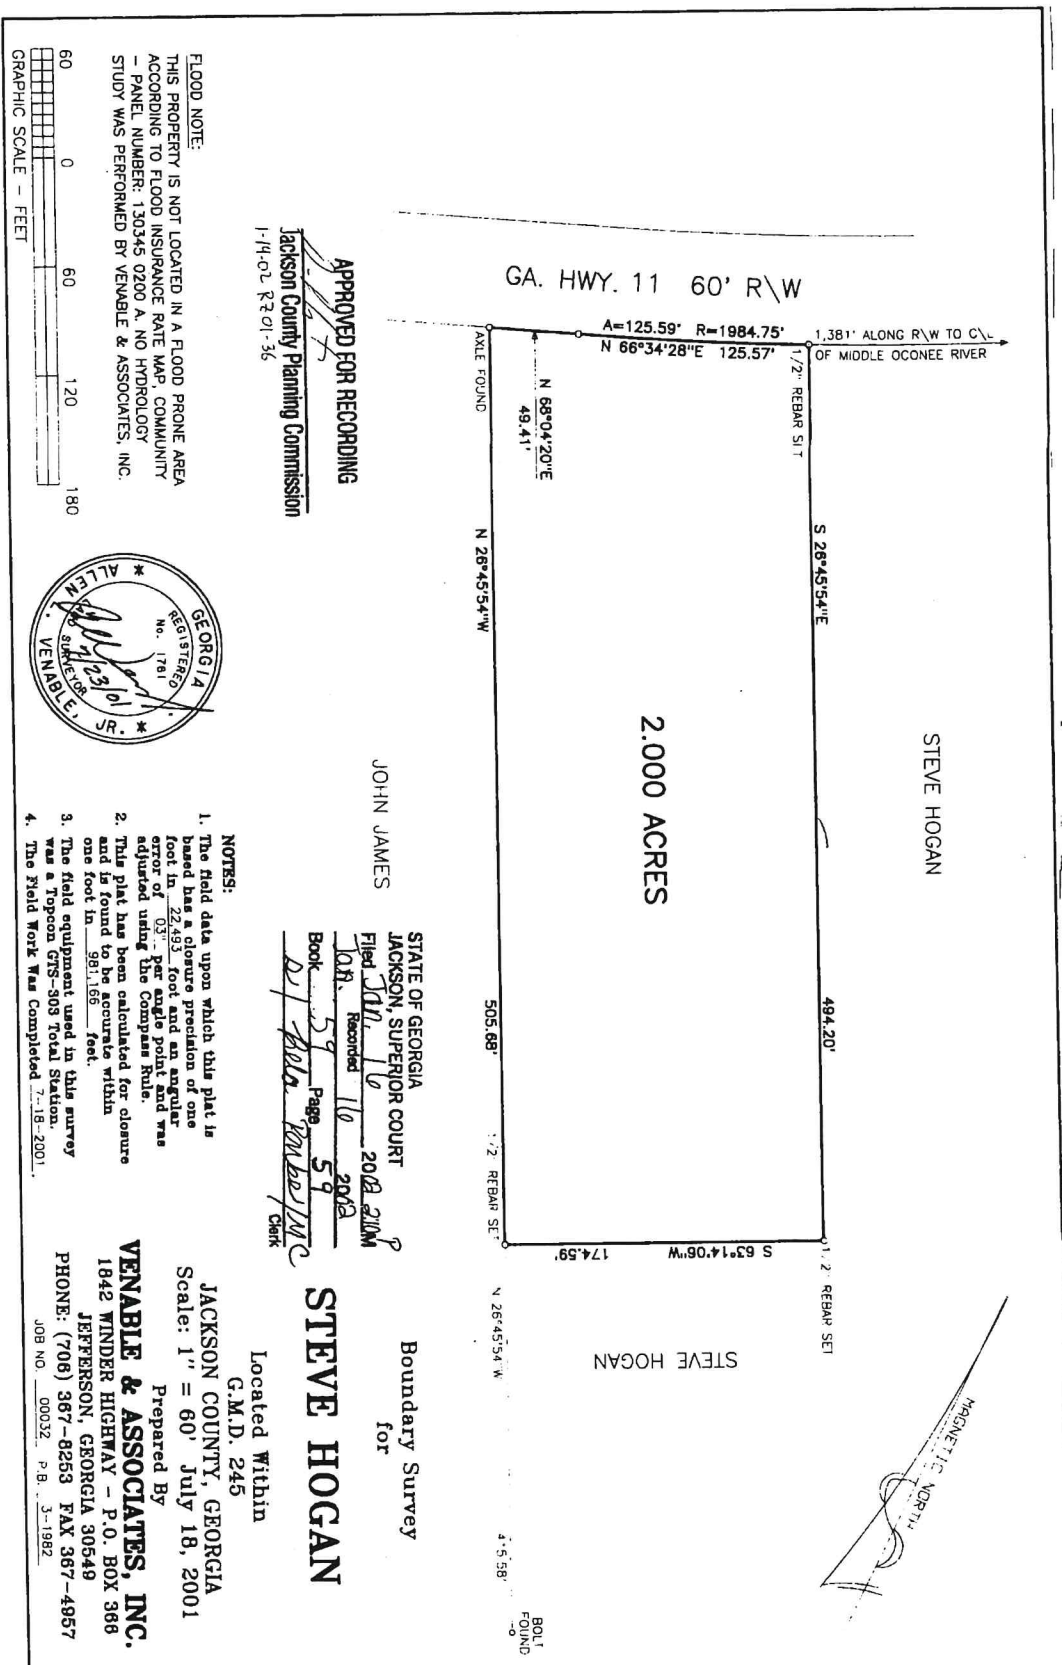 GA. HWY. 11 60' R\W
A=125.59' R=1984.75'
N 66°34'28"E 125.57'
1,381' ALONG R\W TO C\L
OF MIDDLE OCONEE RIVER
AXLE FOUND
N 68°04'20"E
49.41'
1/2" REBAR SET
S 26°45'54"E
494.20'
1/2" REBAR SET
STEVE HOGAN
2.000 ACRES
N 26°45'54"W
505.68'
1/2" REBAR SET
S 63°14'06"W 174.59'
STEVE HOGAN
N 26°45'54"W
BOLT
FOUND
MAGNETIC NORTH
JOHN JAMES
APPROVED FOR RECORDING
Jackson County Planning Commission
1-14-02 RZ01-36
FLOOD NOTE:
THIS PROPERTY IS NOT LOCATED IN A FLOOD PRONE AREA
ACCORDING TO FLOOD INSURANCE RATE MAP, COMMUNITY
- PANEL NUMBER: 130345 0200 A. NO HYDROLOGY
STUDY WAS PERFORMED BY VENABLE & ASSOCIATES, INC.
60 0 60 120 180
GRAPHIC SCALE - FEET
GEORGIA
REGISTERED
No. 1761
LAND SURVEYOR
7/23/01
* ALLEN L. VENABLE, JR. *
STATE OF GEORGIA
JACKSON, SUPERIOR COURT
Filed Jan. 16 2002 2:10 P M
Recorded
Jan. 16 2002
Book 59 Page 59
Clerk
NOTES:
1. The field data upon which this plat is
based has a closure precision of one
foot in 22,493 foot and an angular
error of 03" per angle point and was
adjusted using the Compass Rule.
2. This plat has been calculated for closure
and is found to be accurate within
one foot in 981,166 feet.
3. The field equipment used in this survey
was a Topcon GTS-303 Total Station.
4. The Field Work Was Completed 7-18-2001.
Boundary Survey
for
STEVE HOGAN
Located Within
G.M.D. 245
JACKSON COUNTY, GEORGIA
Scale: 1" = 60' July 18, 2001
Prepared By
VENABLE & ASSOCIATES, INC.
1842 WINDER HIGHWAY - P.O. BOX 366
JEFFERSON, GEORGIA 30549
PHONE: (706) 367-8253 FAX 367-4957
JOB NO. 00032 P.B. 3-1982